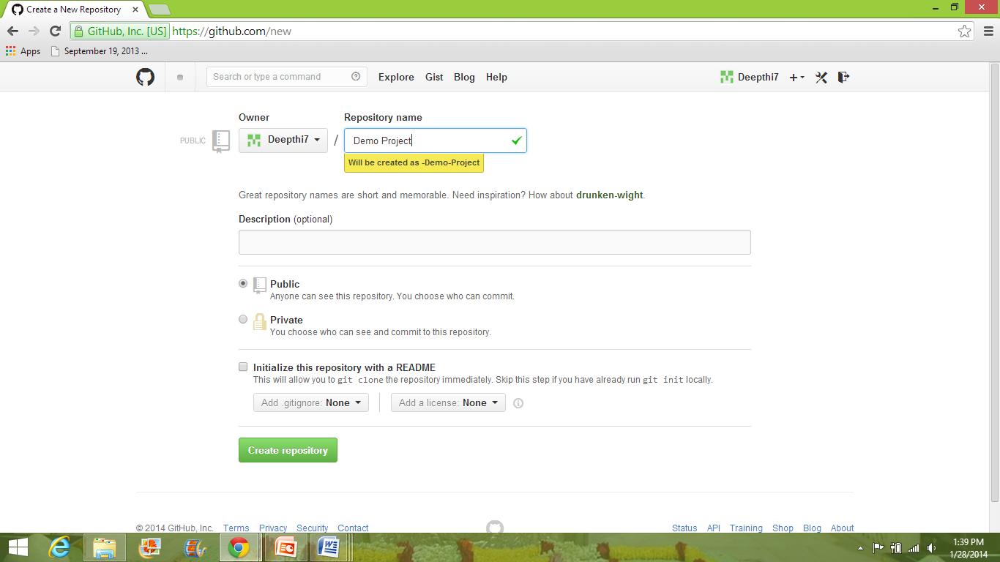 Create a New Repository
GitHub, Inc. [US] https://github.com/new
Apps September 19, 2013 ...
Search or type a command Explore Gist Blog Help Deepthi7
Owner Repository name
PUBLIC Deepthi7 / Demo Project
Will be created as -Demo-Project
Great repository names are short and memorable. Need inspiration? How about drunken-wight.
Description (optional)
Public
Anyone can see this repository. You choose who can commit.
Private
You choose who can see and commit to this repository.
Initialize this repository with a README
This will allow you to git clone the repository immediately. Skip this step if you have already run git init locally.
Add .gitignore: None Add a license: None
Create repository
© 2014 GitHub, Inc. Terms Privacy Security Contact Status API Training Shop Blog About
1:39 PM
1/28/2014